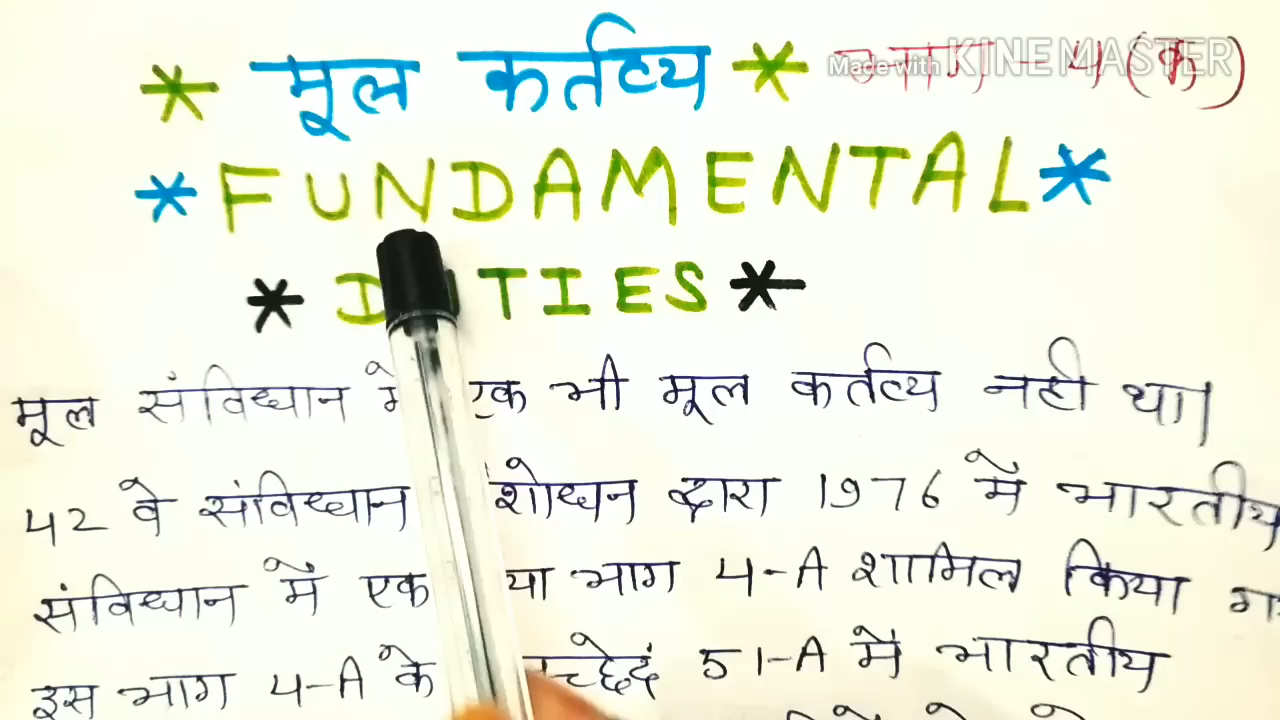 * मूल कर्तव्य * भाग - 4 (क)
Made with KINEMASTER
* FUNDAMENTAL *
* TIES *
मूल संविधान में एक भी मूल कर्तव्य नही था।
42 वे संविधान शोधन द्वारा 1976 में भारतीय
संविधान में एक या भाग 4-A शामिल किया
इस भाग 4-A के 51-A में भारतीय